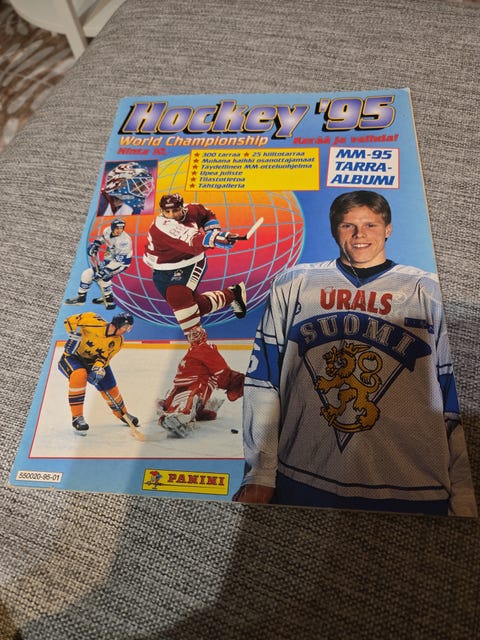 Hockey '95
World Championship
Kerää ja vaihda!
★ 300 tarraa ★ 25 kiiltotarraa
★ Mukana kaikki osanottajamaat
★ Täydellinen MM-otteluohjelma
★ Upea juliste
★ Tilastotietoa
★ Tähtigalleria
MM-95
TARRA-
ALBUMI
URALS
SUOMI
PANINI
550020-95-01